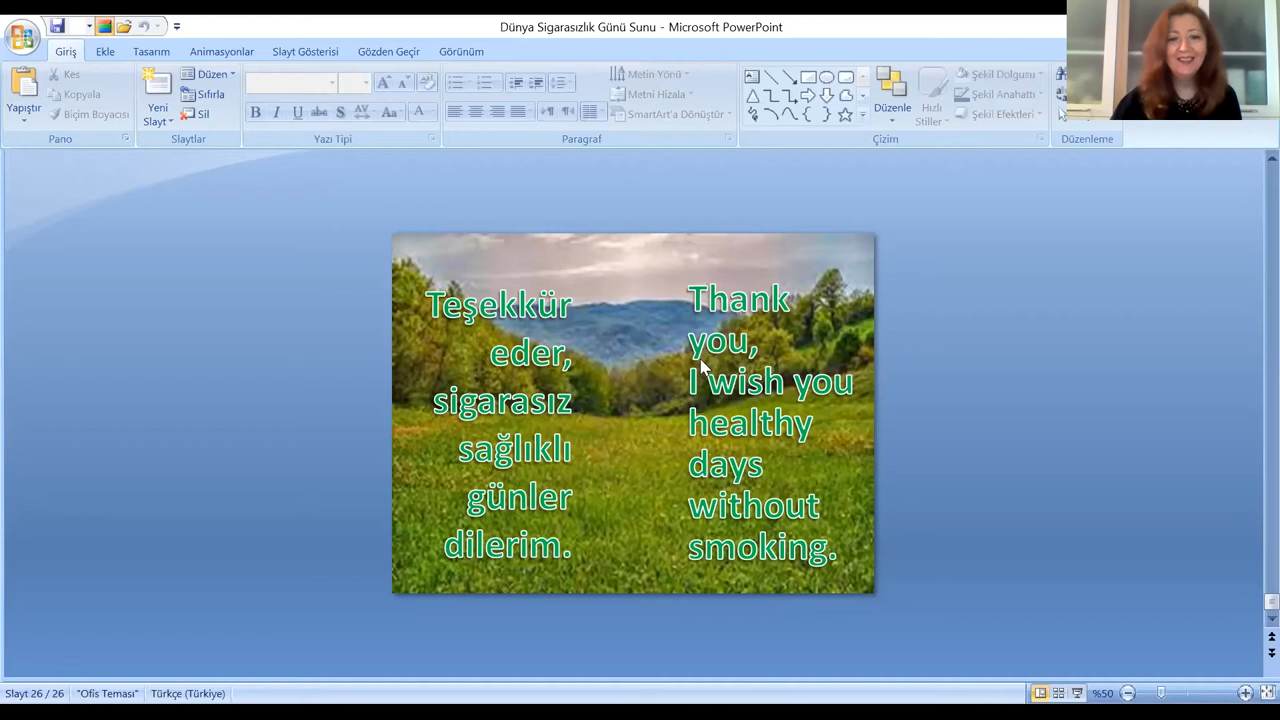 Dünya Sigarasızlık Günü Sunu - Microsoft PowerPoint
Giriş Ekle Tasarım Animasyonlar Slayt Gösterisi Gözden Geçir Görünüm
Yapıştır
Kes
Kopyala
Biçim Boyacısı
Pano
Yeni
Slayt
Düzen
Sıfırla
Sil
Slaytlar
Yazı Tipi
Metin Yönü
Metni Hizala
SmartArt'a Dönüştür
Paragraf
Düzenle
Hızlı
Stiller
Şekil Dolgusu
Şekil Anahattı
Şekil Efektleri
Çizim
Düzenleme
Teşekkür
eder,
sigarasız
sağlıklı
günler
dilerim.
Thank
you,
I wish you
healthy
days
without
smoking.
Slayt 26 / 26 "Ofis Teması" Türkçe (Türkiye) %50